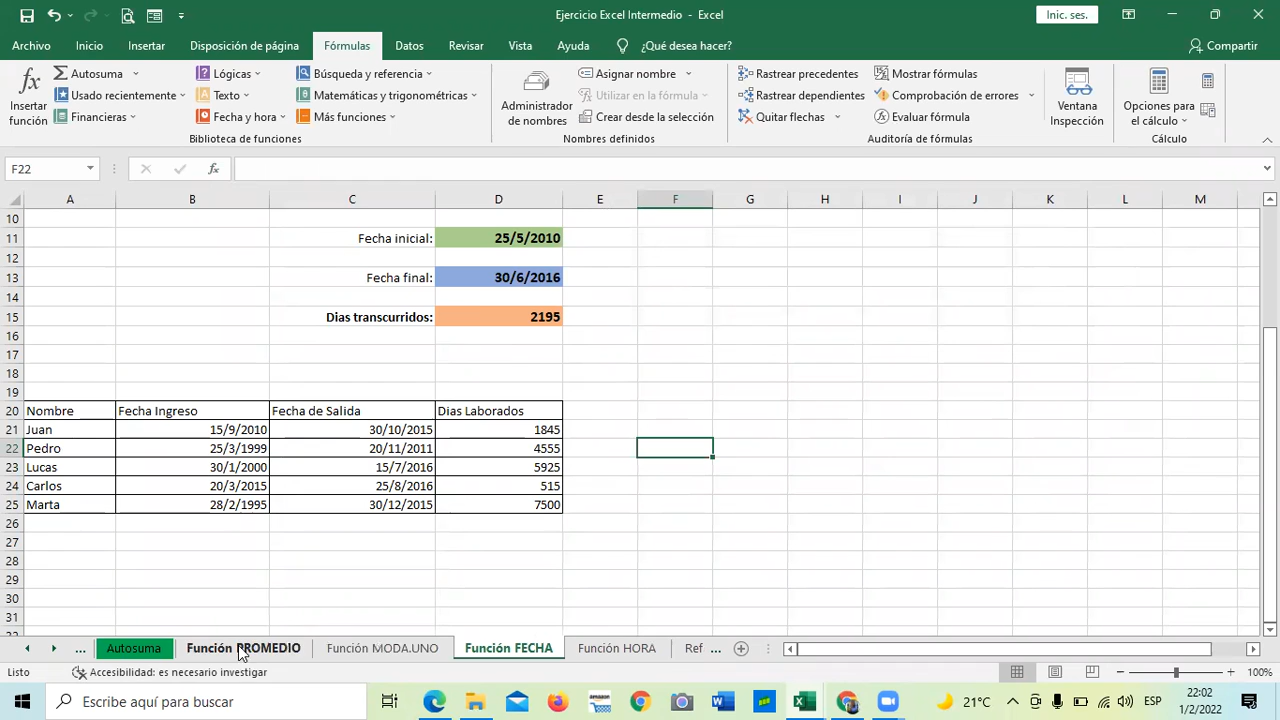 Ejercicio Excel Intermedio - Excel
Inic. ses.
Archivo Inicio Insertar Disposición de página Fórmulas Datos Revisar Vista Ayuda ¿Qué desea hacer? Compartir
Insertar función
Autosuma
Usado recientemente
Financieras
Lógicas
Texto
Fecha y hora
Búsqueda y referencia
Matemáticas y trigonométricas
Más funciones
Biblioteca de funciones
Administrador de nombres
Asignar nombre
Utilizar en la fórmula
Crear desde la selección
Nombres definidos
Rastrear precedentes
Rastrear dependientes
Quitar flechas
Mostrar fórmulas
Comprobación de errores
Evaluar fórmula
Auditoría de fórmulas
Ventana Inspección
Opciones para el cálculo
Cálculo
F22 fx
A B C D E F G H I J K L M
10
11 Fecha inicial: 25/5/2010
12
13 Fecha final: 30/6/2016
14
15 Dias transcurridos: 2195
16
17
18
19
20 Nombre Fecha Ingreso Fecha de Salida Dias Laborados
21 Juan 15/9/2010 30/10/2015 1845
22 Pedro 25/3/1999 20/11/2011 4555
23 Lucas 30/1/2000 15/7/2016 5925
24 Carlos 20/3/2015 25/8/2016 515
25 Marta 28/2/1995 30/12/2015 7500
26
27
28
29
30
31
... Autosuma Función PROMEDIO Función MODA.UNO Función FECHA Función HORA Ref ...
Listo Accesibilidad: es necesario investigar 100%
Escribe aquí para buscar 21°C ESP 22:02
1/2/2022